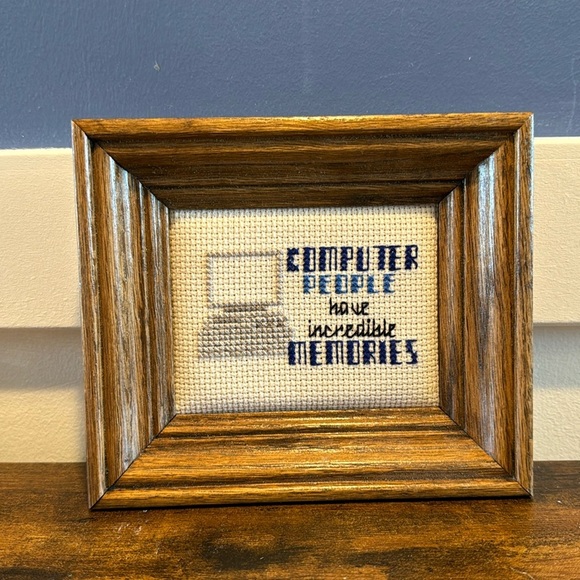 COMPUTER
PEOPLE
have
incredible
MEMORIES